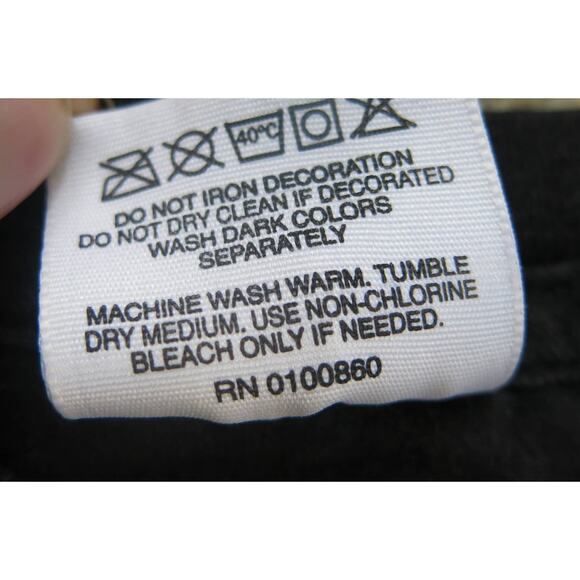 40°C
DO NOT IRON DECORATION
DO NOT DRY CLEAN IF DECORATED
WASH DARK COLORS
SEPARATELY
MACHINE WASH WARM. TUMBLE
DRY MEDIUM. USE NON-CHLORINE
BLEACH ONLY IF NEEDED.
RN 0100860